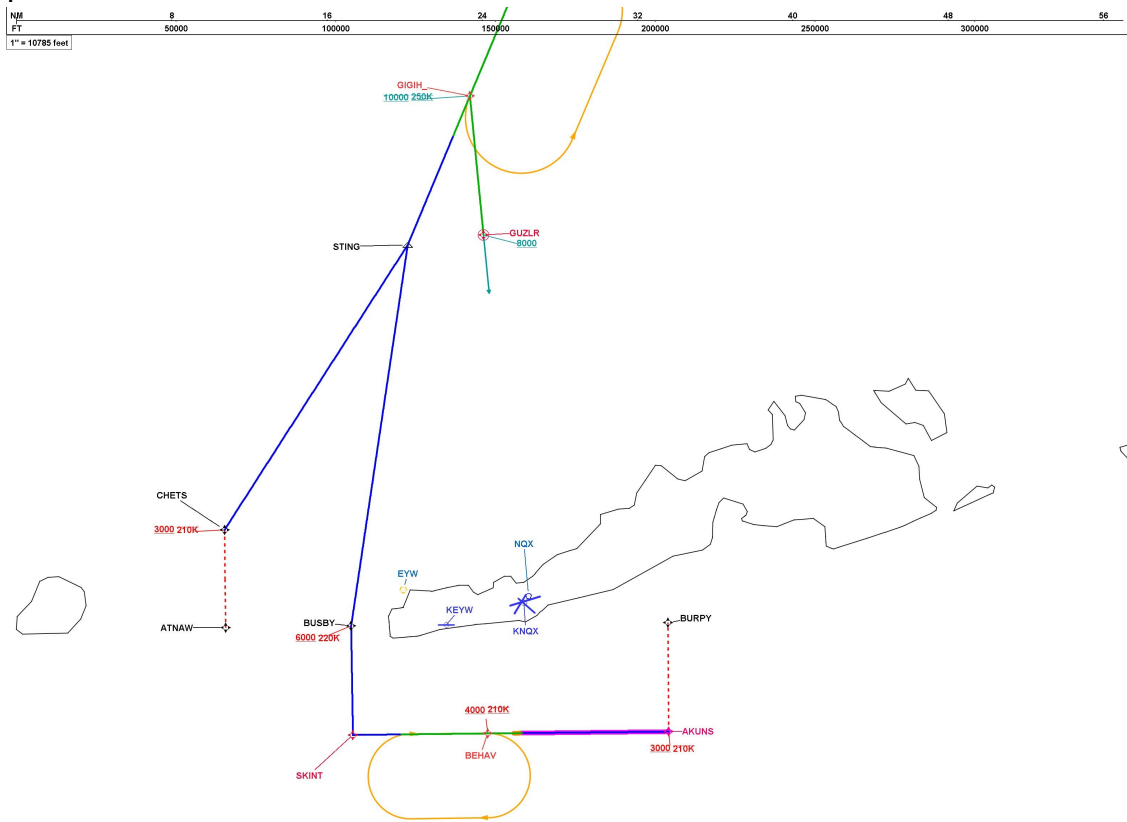 NM 8 16 24 32 40 48 56
FT 50000 100000 150000 200000 250000 300000
1" = 10785 feet
GIGIH_
10000 250K
GUZLR
8000
STING
CHETS
3000 210K
NQX
EYW
KEYW
KNQX
ATNAW
BUSBY
6000 220K
BURPY
4000 210K
BEHAV
AKUNS
3000 210K
SKINT